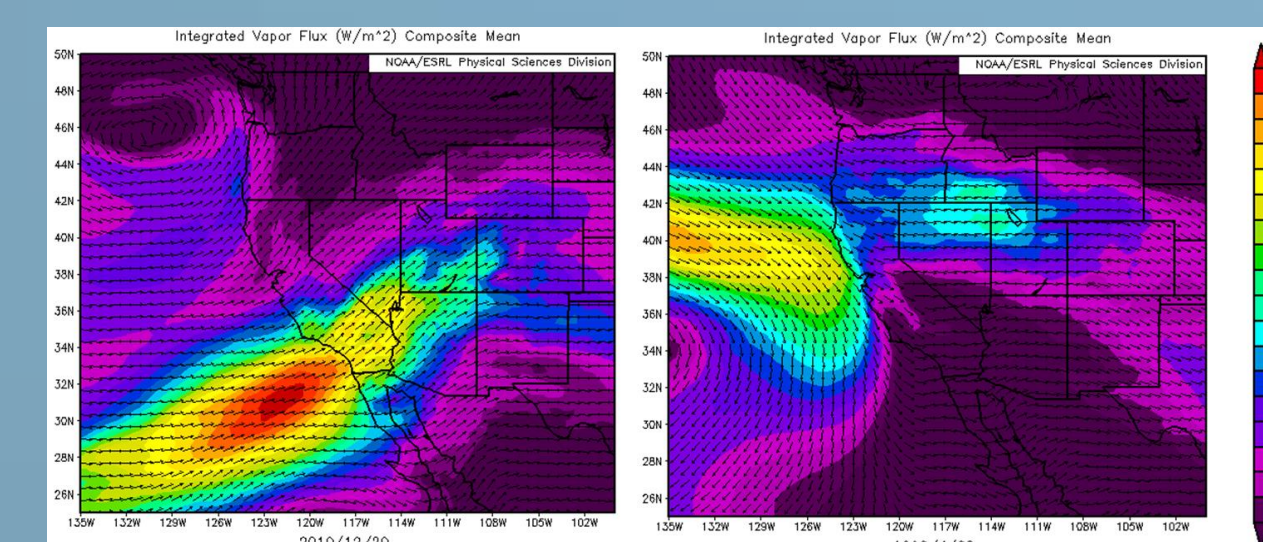 Integrated Vapor Flux (W/m^2) Composite Mean
NOAA/ESRL Physical Sciences Division
50N
48N
46N
44N
42N
40N
38N
36N
34N
32N
30N
28N
26N
135W 132W 129W 126W 123W 120W 117W 114W 111W 108W 105W 102W
Integrated Vapor Flux (W/m^2) Composite Mean
NOAA/ESRL Physical Sciences Division
50N
48N
46N
44N
42N
40N
38N
36N
34N
32N
30N
28N
26N
135W 132W 129W 126W 123W 120W 117W 114W 111W 108W 105W 102W